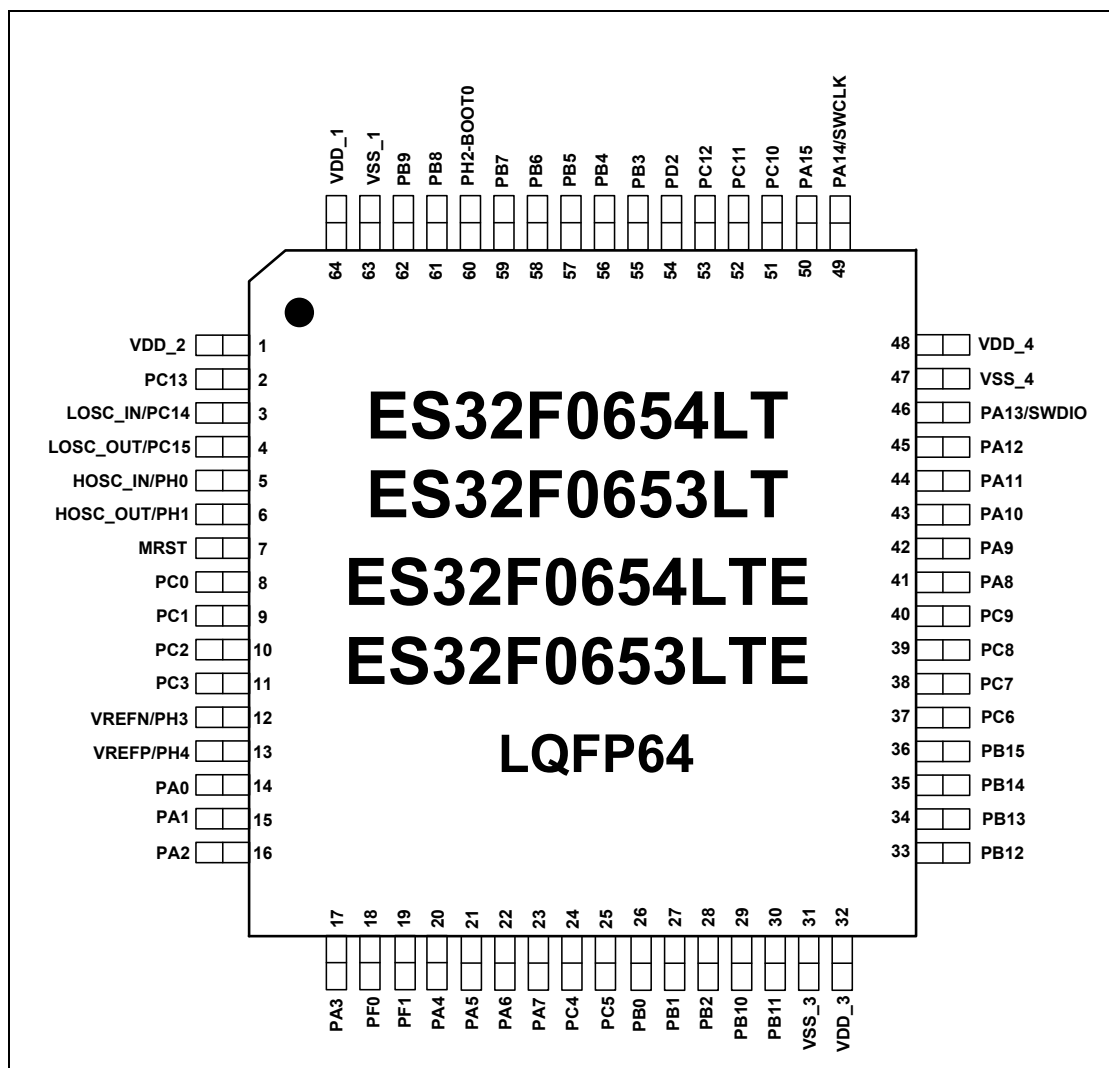 VDD_1
VSS_1
PB9
PB8
PH2-BOOT0
PB7
PB6
PB5
PB4
PB3
PD2
PC12
PC11
PC10
PA15
PA14/SWCLK
64
63
62
61
60
59
58
57
56
55
54
53
52
51
50
49
VDD_2 1
PC13 2
LOSC_IN/PC14 3
LOSC_OUT/PC15 4
HOSC_IN/PH0 5
HOSC_OUT/PH1 6
MRST 7
PC0 8
PC1 9
PC2 10
PC3 11
VREFN/PH3 12
VREFP/PH4 13
PA0 14
PA1 15
PA2 16
ES32F0654LT
ES32F0653LT
ES32F0654LTE
ES32F0653LTE
LQFP64
48 VDD_4
47 VSS_4
46 PA13/SWDIO
45 PA12
44 PA11
43 PA10
42 PA9
41 PA8
40 PC9
39 PC8
38 PC7
37 PC6
36 PB15
35 PB14
34 PB13
33 PB12
17
18
19
20
21
22
23
24
25
26
27
28
29
30
31
32
PA3
PF0
PF1
PA4
PA5
PA6
PA7
PC4
PC5
PB0
PB1
PB2
PB10
PB11
VSS_3
VDD_3